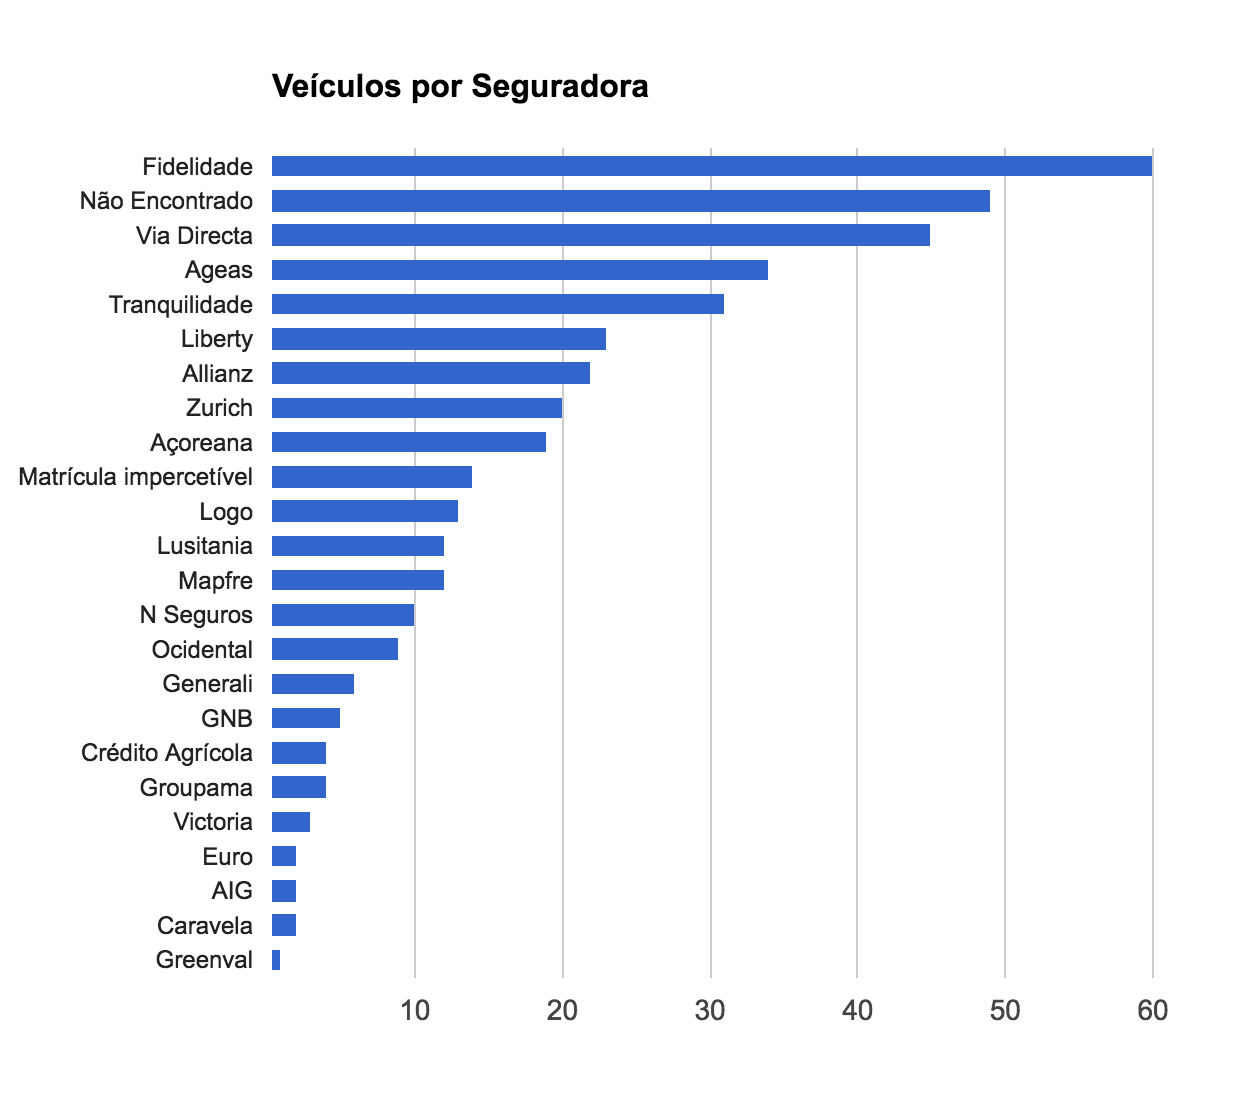 Veículos por Seguradora
Fidelidade
Não Encontrado
Via Directa
Ageas
Tranquilidade
Liberty
Allianz
Zurich
Açoreana
Matrícula impercetível
Logo
Lusitania
Mapfre
N Seguros
Ocidental
Generali
GNB
Crédito Agrícola
Groupama
Victoria
Euro
AIG
Caravela
Greenval
10 20 30 40 50 60